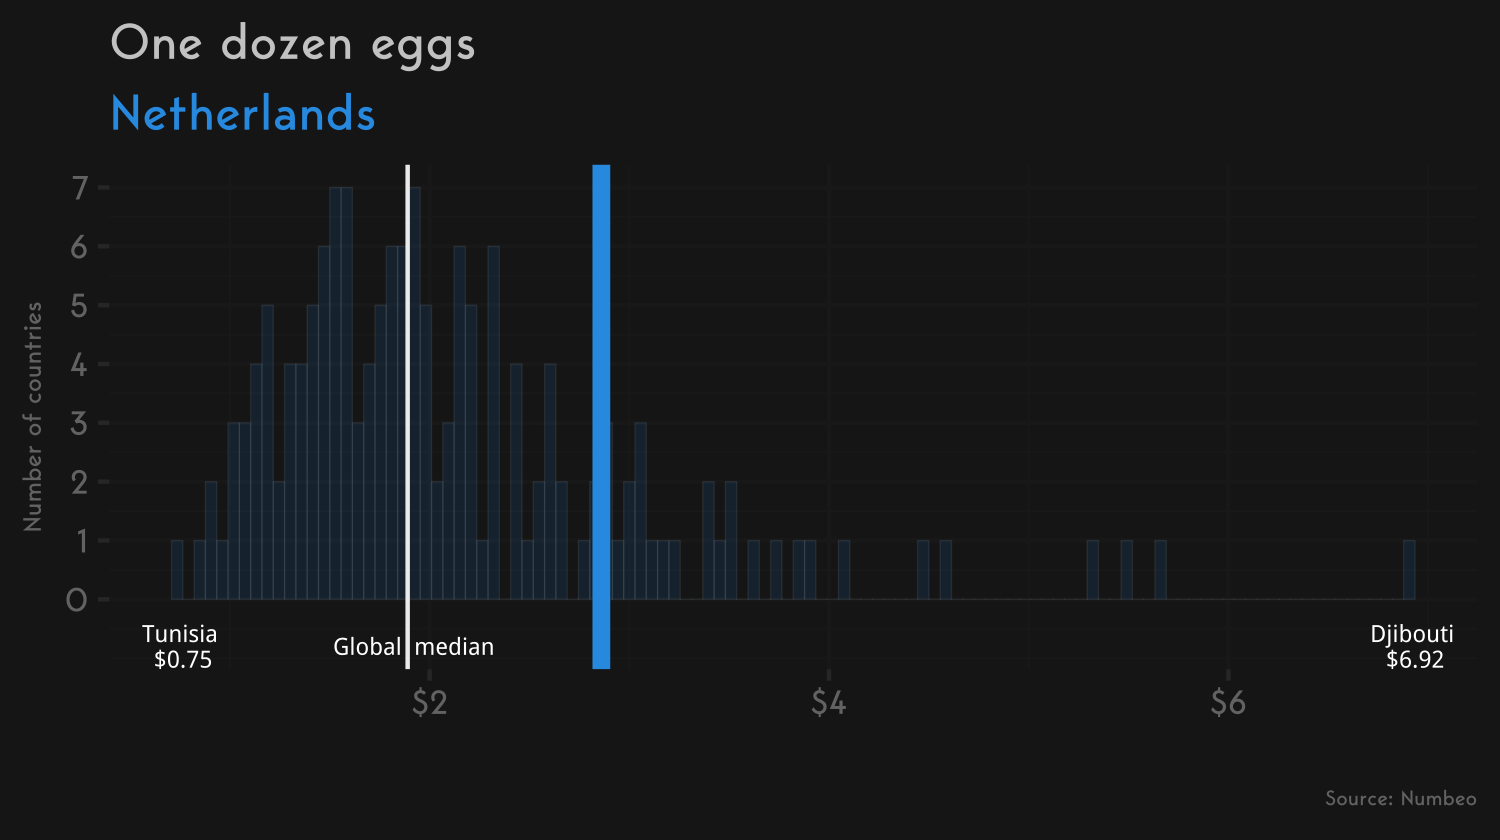 One dozen eggs
Netherlands
Number of countries
7
6
5
4
3
2
1
0
Tunisia
$0.75
Global median
Djibouti
$6.92
$2
$4
$6
Source: Numbeo